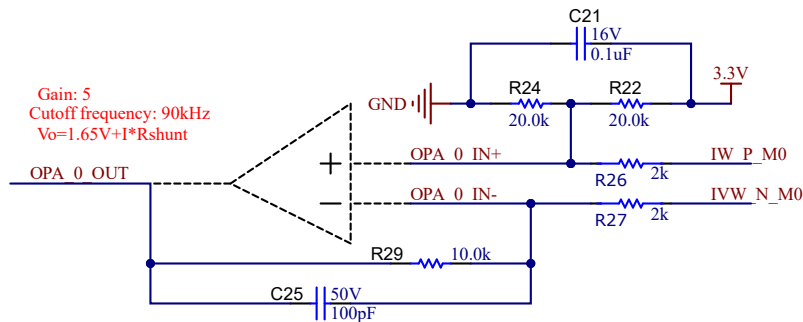 C21
16V
0.1uF
3.3V
Gain: 5
Cutoff frequency: 90kHz
Vo=1.65V+I*Rshunt
GND
R24
20.0k
R22
20.0k
OPA_0_OUT
+
OPA_0_IN+
R26
2k
IW_P_M0
−
OPA_0_IN-
R27
2k
IVW_N_M0
R29
10.0k
C25
50V
100pF